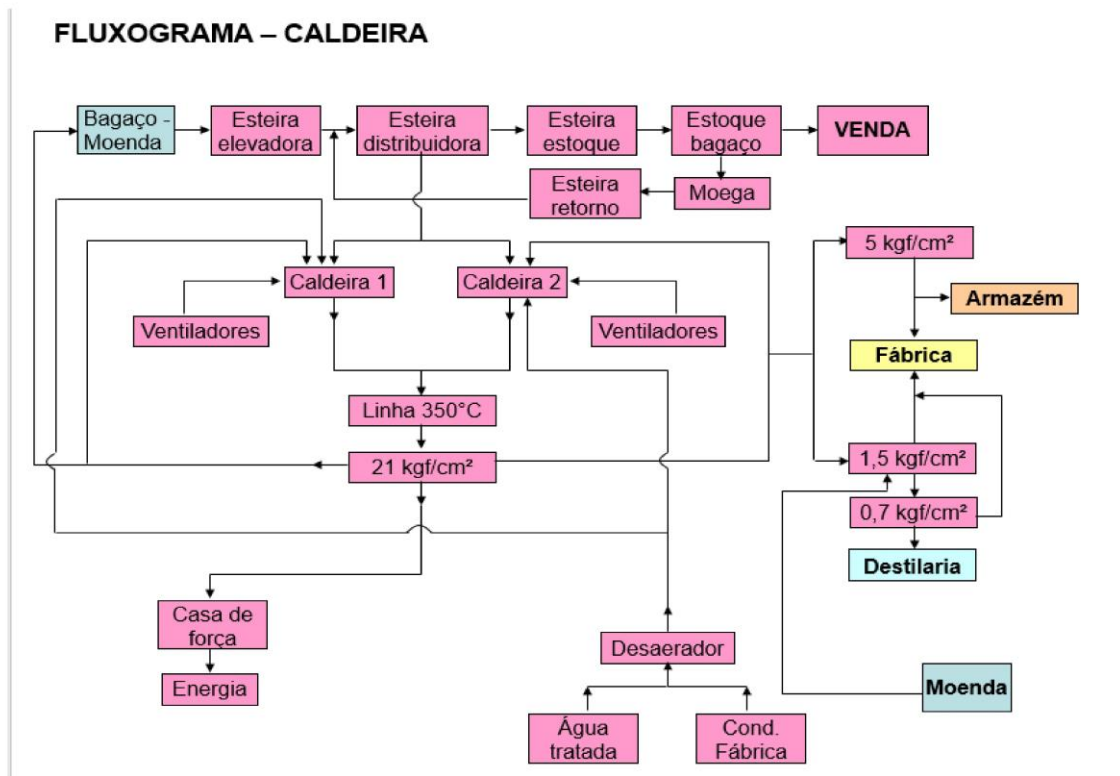 FLUXOGRAMA – CALDEIRA
Bagaço -
Moenda
Esteira
elevadora
Esteira
distribuidora
Esteira
estoque
Estoque
bagaço
VENDA
Esteira
retorno
Moega
5 kgf/cm²
Caldeira 1
Caldeira 2
Armazém
Ventiladores
Ventiladores
Fábrica
Linha 350°C
21 kgf/cm²
1,5 kgf/cm²
0,7 kgf/cm²
Destilaria
Casa de
força
Desaerador
Energia
Moenda
Água
tratada
Cond.
Fábrica